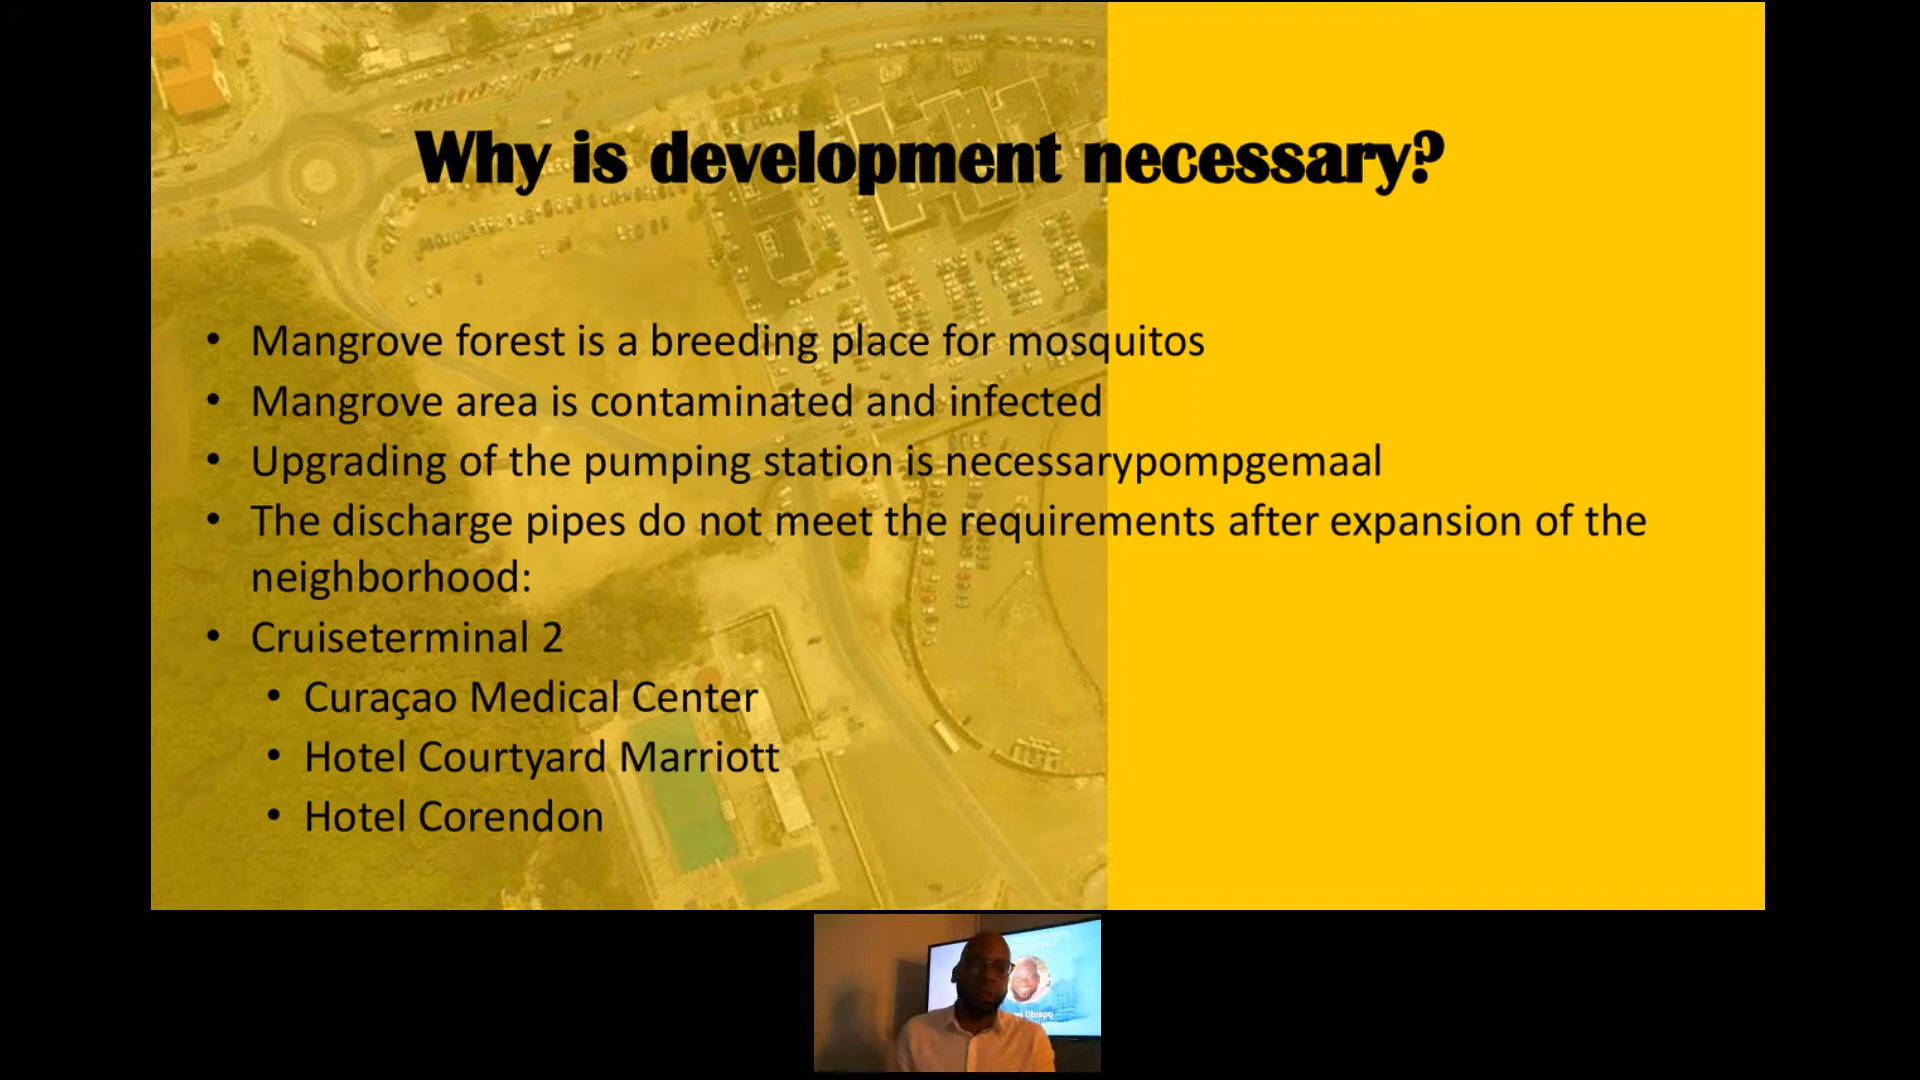 Why is development necessary?
• Mangrove forest is a breeding place for mosquitos
• Mangrove area is contaminated and infected
• Upgrading of the pumping station is necessarypompgemaal
• The discharge pipes do not meet the requirements after expansion of the
neighborhood:
• Cruiseterminal 2
• Curaçao Medical Center
• Hotel Courtyard Marriott
• Hotel Corendon
Obispo